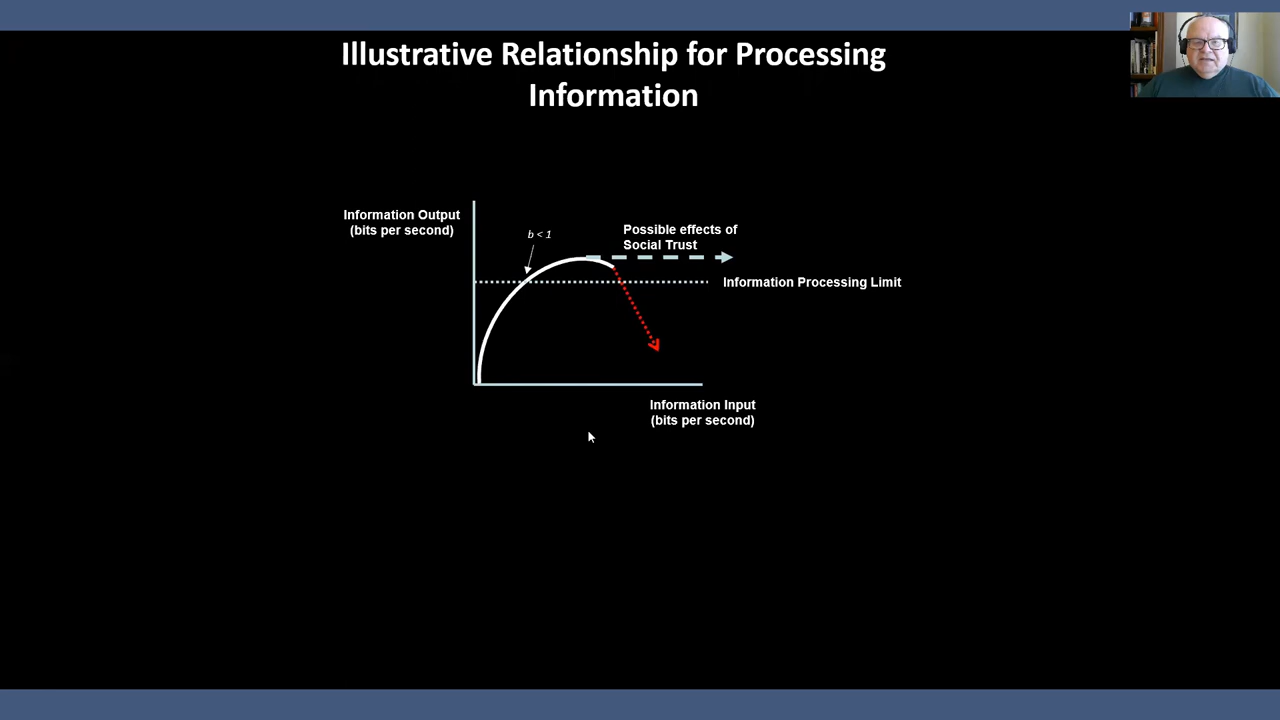 Illustrative Relationship for Processing
Information
Information Output
(bits per second)
b < 1
Possible effects of
Social Trust
Information Processing Limit
Information Input
(bits per second)